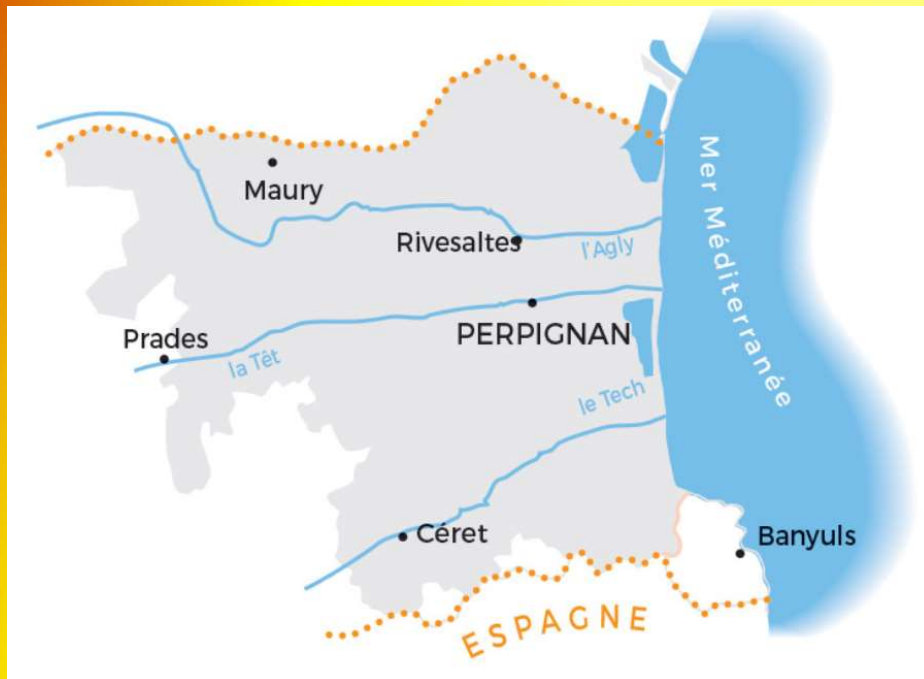 Maury
Rivesaltes
l'Agly
PERPIGNAN
Prades
la Têt
le Tech
Céret
Banyuls
ESPAGNE
Mer Méditerranée